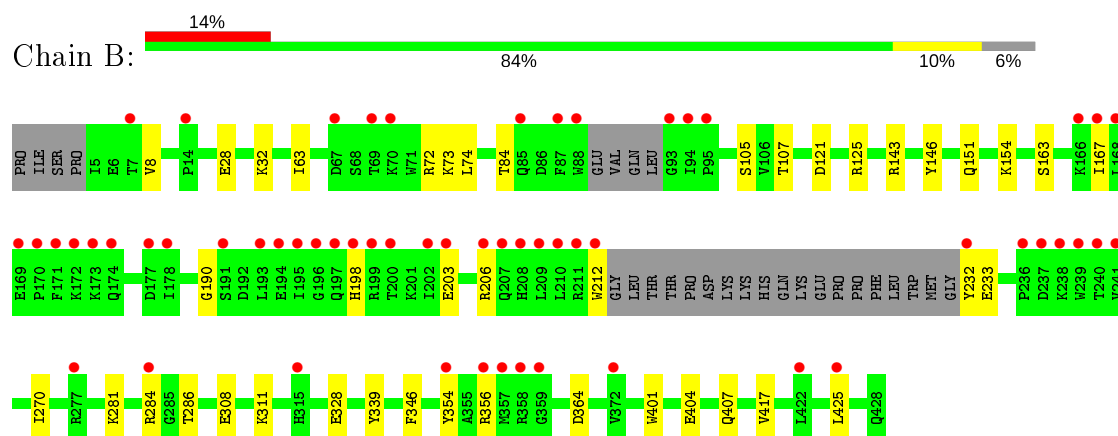 14%
Chain B:
84% 10% 6%
PRO ILE SER PRO I5 E6 T7 V8 P14 E28 K32 I63 D67 S68 T69 K70 W71 R72 K73 L74 T84 Q85 D86 F87 W88 GLU VAL GLN LEU G93 I94 P95 S105 V106 T107 D121 R125 R143 Y146 Q151 K154 S163 K166 I167 L168
E169 P170 F171 K172 K173 Q174 D177 I178 G190 S191 D192 L193 E194 I195 G196 Q197 H198 R199 T200 K201 I202 E203 R206 Q207 H208 L209 L210 R211 W212 GLY LEU THR THR PRO ASP LYS LYS HIS GLN LYS GLU PRO PRO PHE LEU TRP MET GLY Y232 E233 P236 D237 K238 W239 T240 V241
I270 R277 K281 R284 G285 T286 E308 K311 H315 E328 Y339 F346 Y354 A355 R356 M357 R358 G359 D364 V372 W401 E404 Q407 V417 L422 L425 Q428